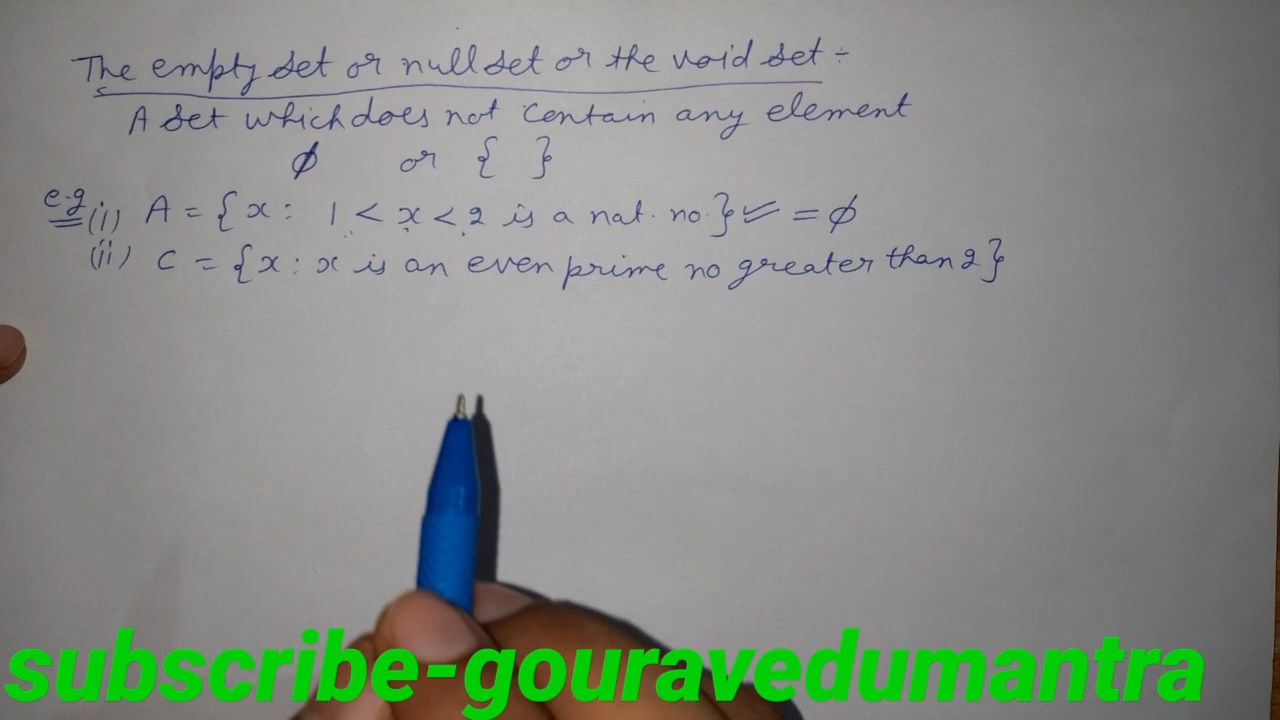 The empty set or null set or the void set ÷
A set which does not contain any element
ϕ or { }
e.g (i) A = {x : 1 < x < 2 is a nat. no.} = ϕ
(ii) C = {x : x is an even prime no greater than 2}
subscribe-gouravedumantra